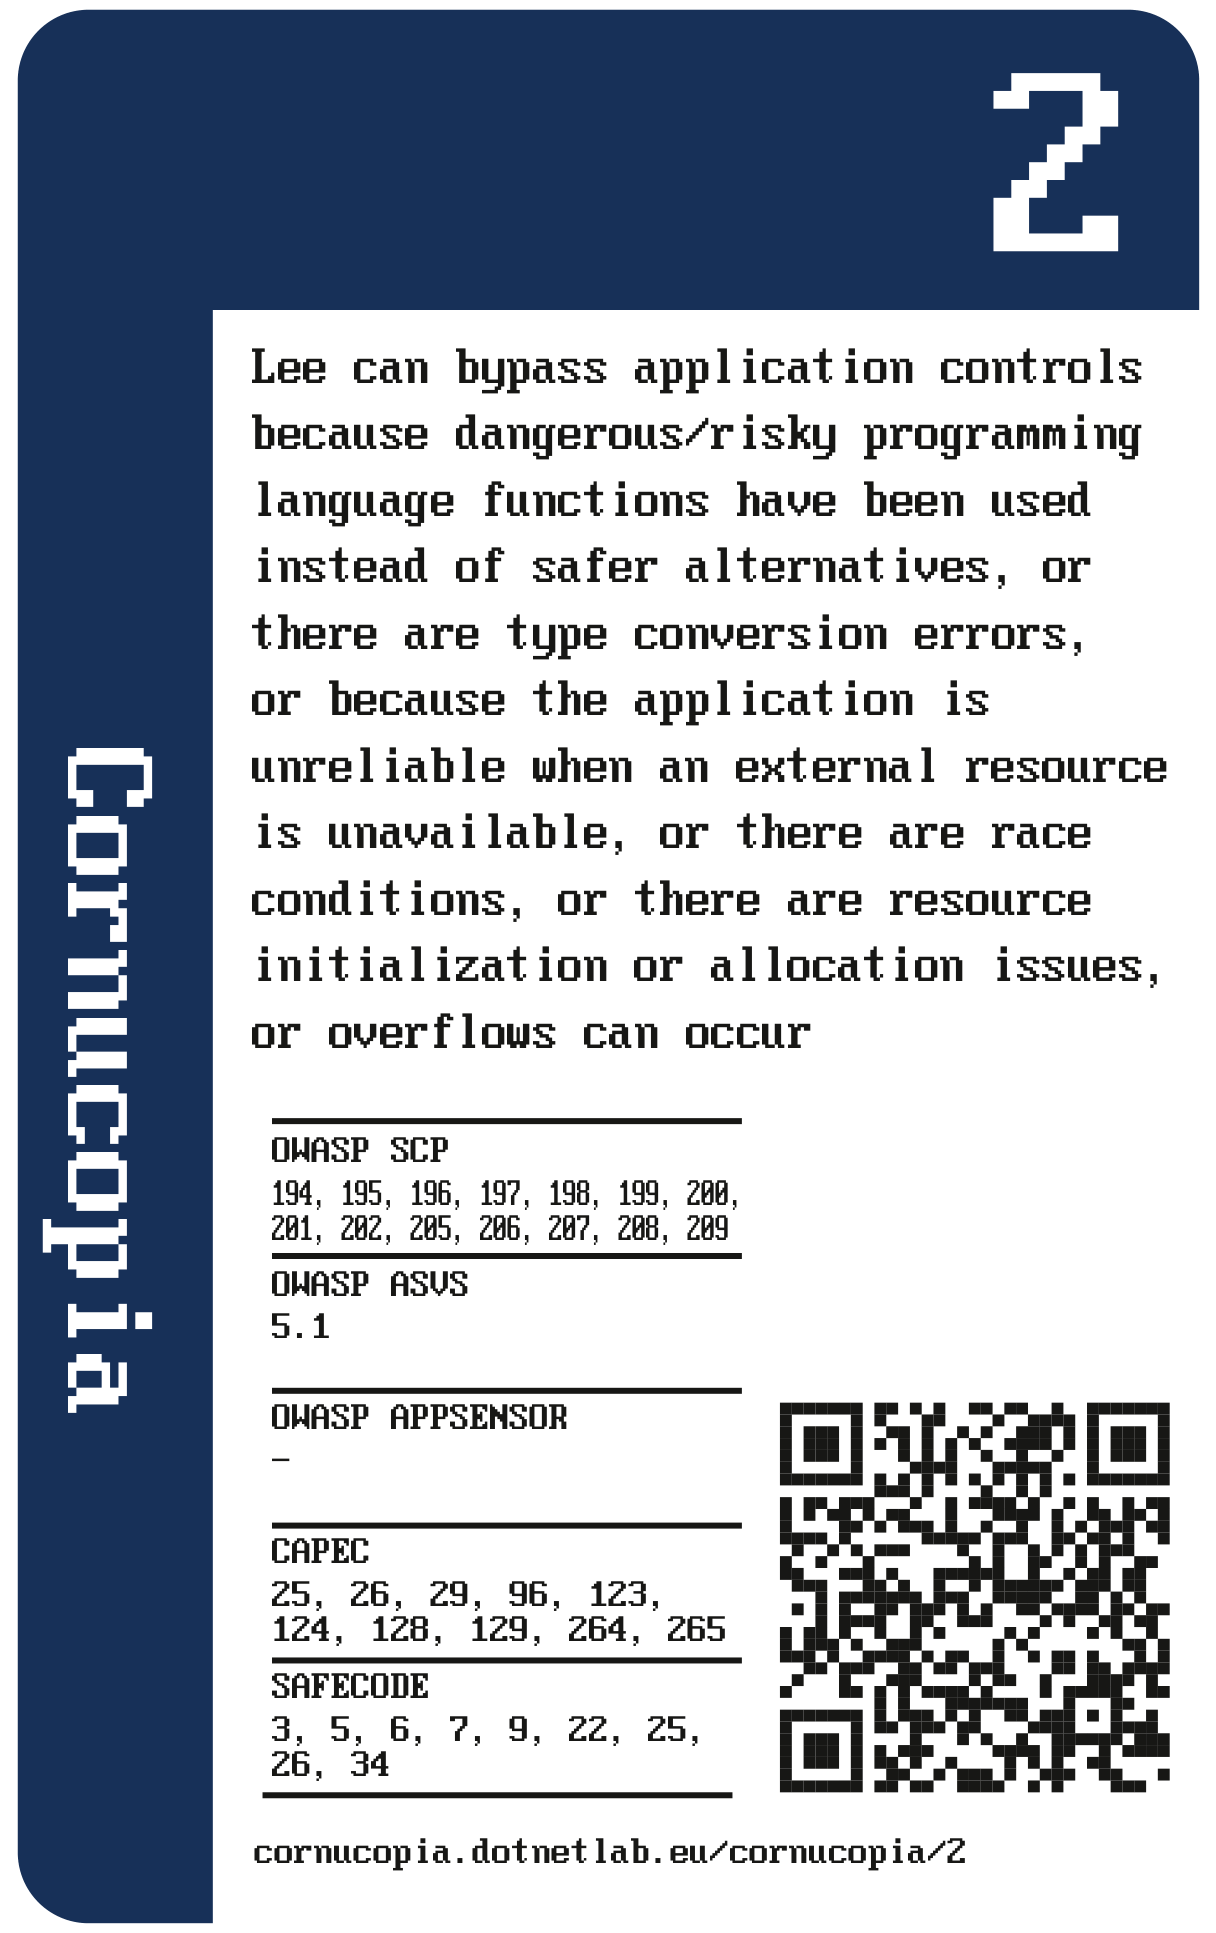 2
Lee can bypass application controls
because dangerous/risky programming
language functions have been used
instead of safer alternatives, or
there are type conversion errors,
or because the application is
unreliable when an external resource
is unavailable, or there are race
conditions, or there are resource
initialization or allocation issues,
or overflows can occur
Cornucopia
OWASP SCP
194, 195, 196, 197, 198, 199, 200,
201, 202, 205, 206, 207, 208, 209
OWASP ASVS
5.1
OWASP APPSENSOR
–
CAPEC
25, 26, 29, 96, 123,
124, 128, 129, 264, 265
SAFECODE
3, 5, 6, 7, 9, 22, 25,
26, 34
cornucopia.dotnetlab.eu/cornucopia/2